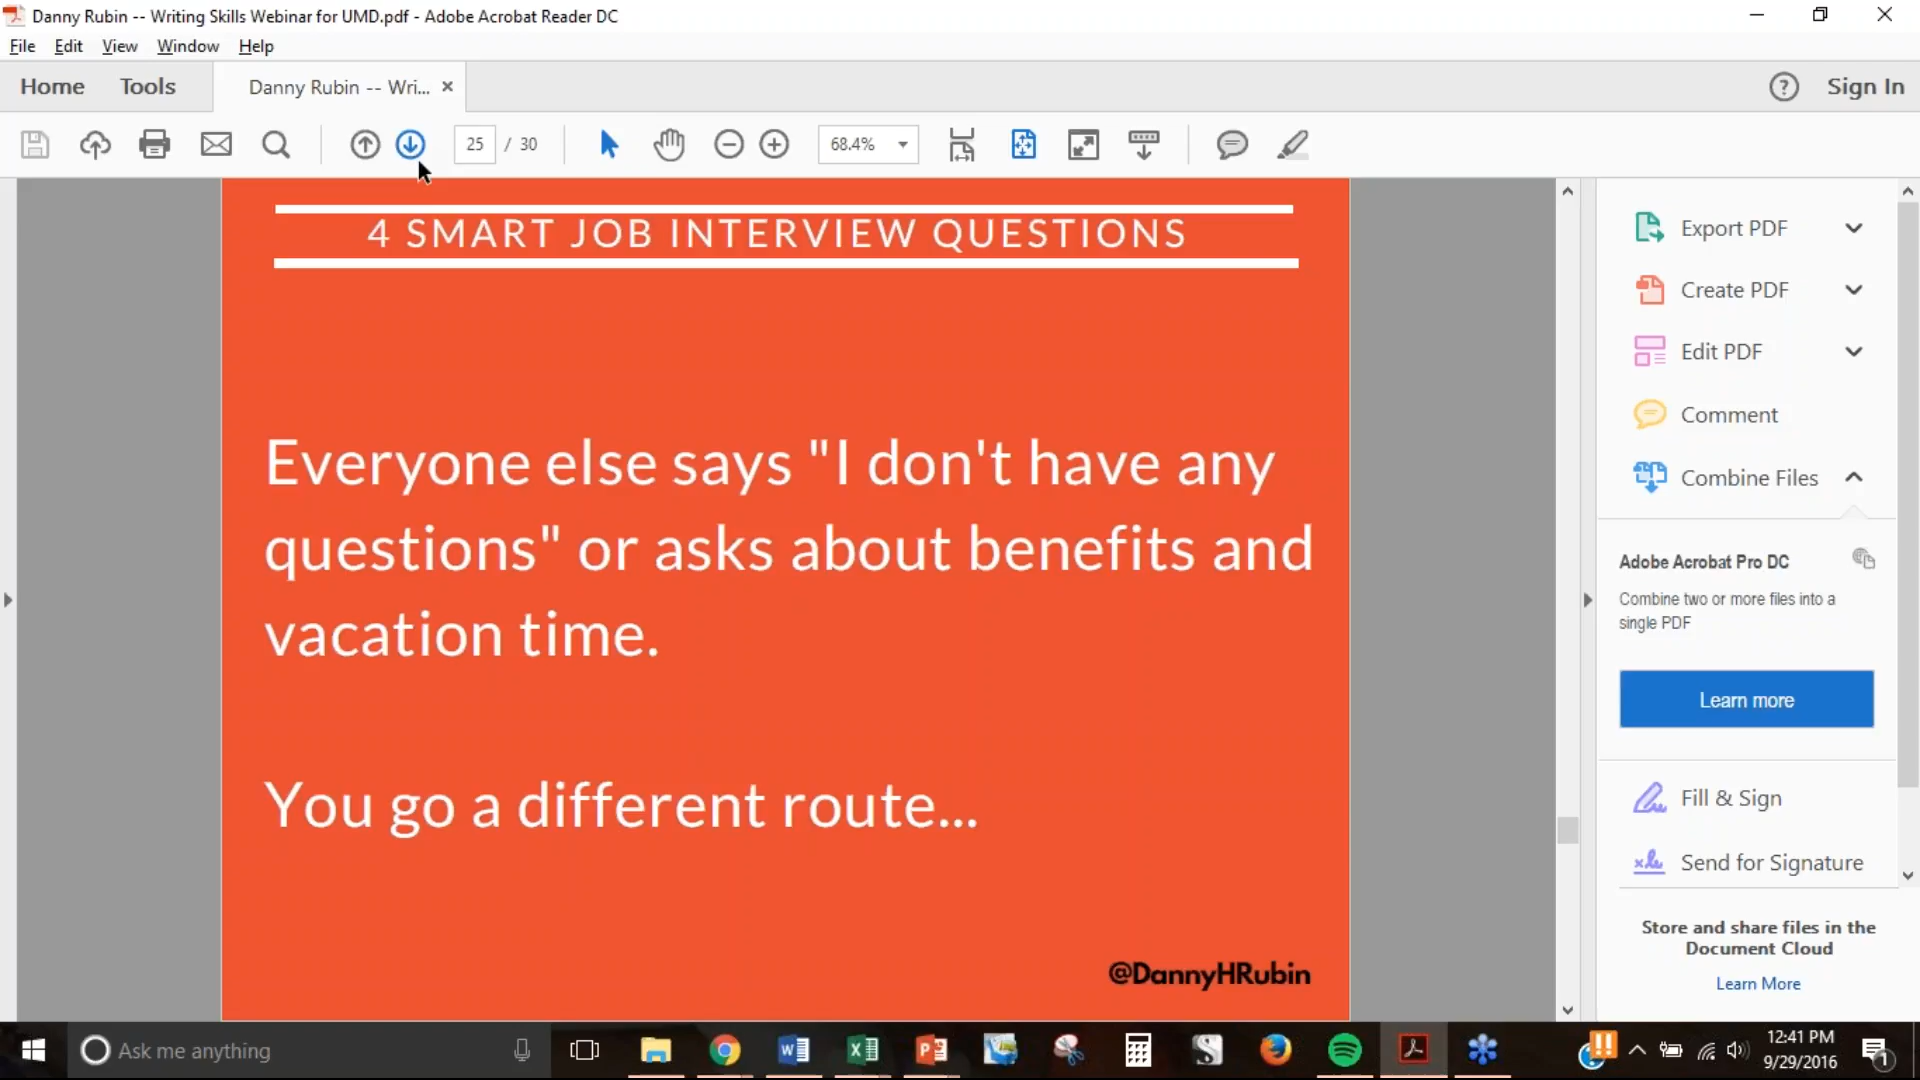 Danny Rubin -- Writing Skills Webinar for UMD.pdf - Adobe Acrobat Reader DC
File Edit View Window Help
Home Tools Danny Rubin -- Wri... × ? Sign In
25 / 30 68.4%
4 SMART JOB INTERVIEW QUESTIONS
Everyone else says "I don't have any
questions" or asks about benefits and
vacation time.
You go a different route...
@DannyHRubin
Export PDF
Create PDF
Edit PDF
Comment
Combine Files
Adobe Acrobat Pro DC
Combine two or more files into a
single PDF
Learn more
Fill & Sign
Send for Signature
Store and share files in the
Document Cloud
Learn More
Ask me anything
12:41 PM
9/29/2016
1